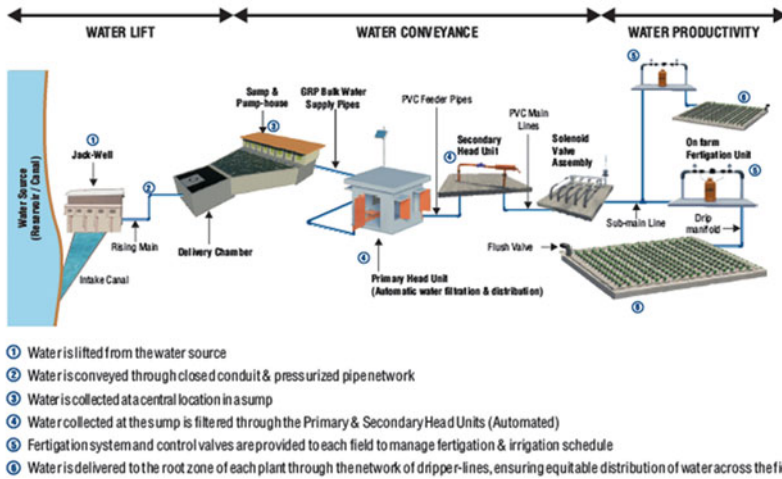 WATER LIFT
WATER CONVEYANCE
WATER PRODUCTIVITY
Water Source
(Reservoir / Canal)
①
Jack-Well
Intake Canal
Rising Main
②
Delivery Chamber
Sump &
Pump-house
③
GRP Bulk Water
Supply Pipes
④
Primary Head Unit
(Automatic water filtration & distribution)
PVC Feeder Pipes
Secondary
④ Head Unit
PVC Main
Lines
Solenoid
Valve
Assembly
Sub-main Line
⑤
⑥
On farm
Fertigation Unit
⑤
Drip
manifold
Flush Valve
⑥
① Water is lifted from the water source
② Water is conveyed through closed conduit & pressurized pipe network
③ Water is collected at a central location in a sump
④ Water collected at the sump is filtered through the Primary & Secondary Head Units (Automated)
⑤ Fertigation system and control valves are provided to each field to manage fertigation & irrigation schedule
⑥ Water is delivered to the root zone of each plant through the network of dripper-lines, ensuring equitable distribution of water across the